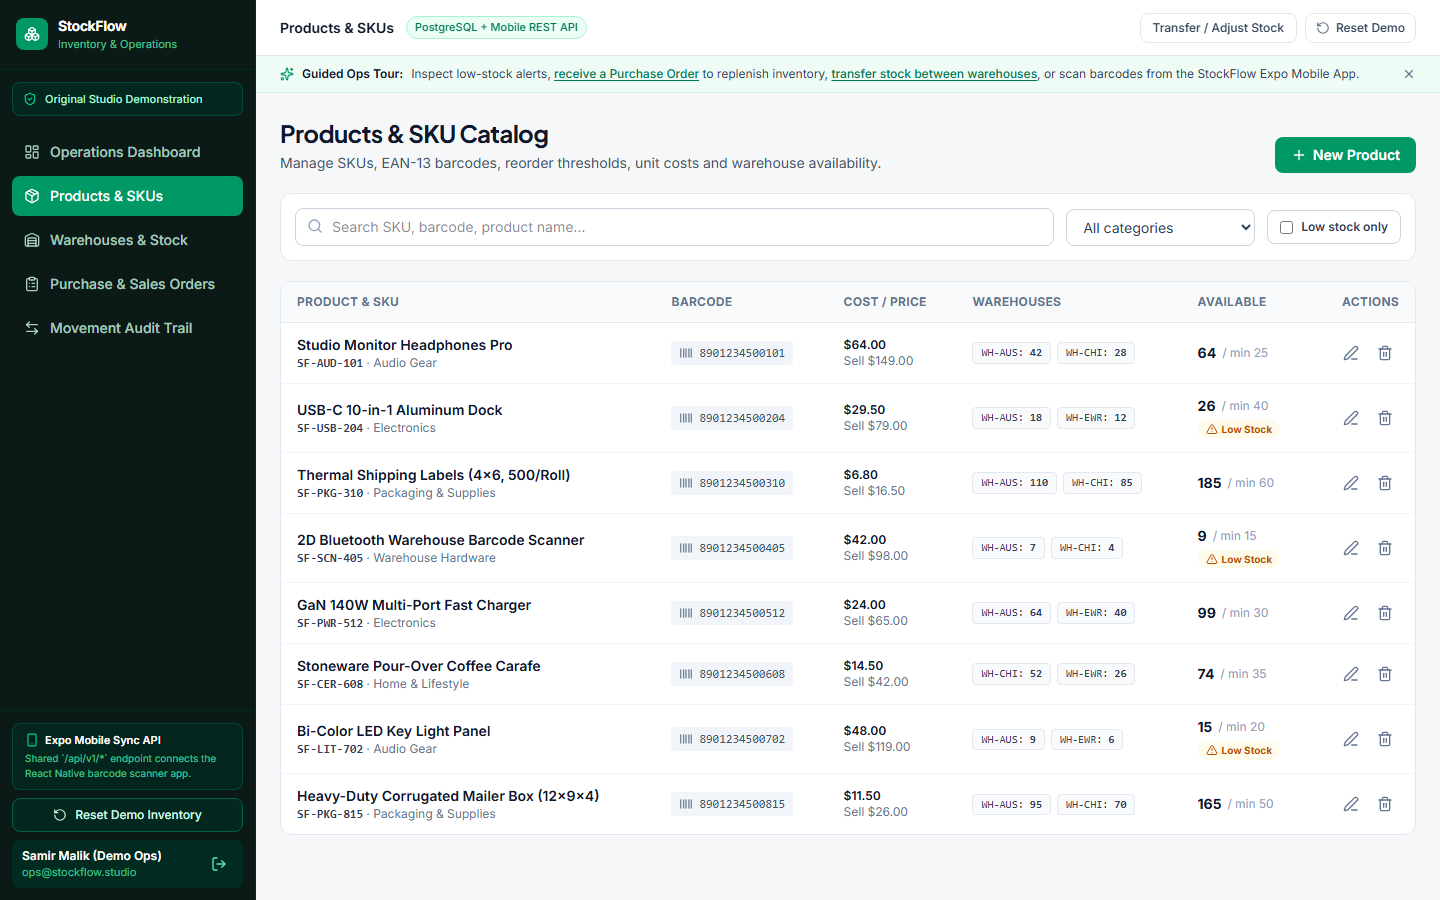 StockFlow
Inventory & Operations
Original Studio Demonstration
Operations Dashboard
Products & SKUs
Warehouses & Stock
Purchase & Sales Orders
Movement Audit Trail
Expo Mobile Sync API
Shared `/api/v1/*` endpoint connects the
React Native barcode scanner app.
Reset Demo Inventory
Samir Malik (Demo Ops)
ops@stockflow.studio
Products & SKUs
PostgreSQL + Mobile REST API
Transfer / Adjust Stock
Reset Demo
Guided Ops Tour: Inspect low-stock alerts, receive a Purchase Order to replenish inventory, transfer stock between warehouses, or scan barcodes from the StockFlow Expo Mobile App.
Products & SKU Catalog
Manage SKUs, EAN-13 barcodes, reorder thresholds, unit costs and warehouse availability.
New Product
Search SKU, barcode, product name...
All categories
Low stock only
PRODUCT & SKU BARCODE COST / PRICE WAREHOUSES AVAILABLE ACTIONS
Studio Monitor Headphones Pro
SF-AUD-101 · Audio Gear
8901234500101
$64.00
Sell $149.00
WH-AUS: 42 WH-CHI: 28
64 / min 25
USB-C 10-in-1 Aluminum Dock
SF-USB-204 · Electronics
8901234500204
$29.50
Sell $79.00
WH-AUS: 18 WH-EWR: 12
26 / min 40
Low Stock
Thermal Shipping Labels (4×6, 500/Roll)
SF-PKG-310 · Packaging & Supplies
8901234500310
$6.80
Sell $16.50
WH-AUS: 110 WH-CHI: 85
185 / min 60
2D Bluetooth Warehouse Barcode Scanner
SF-SCN-405 · Warehouse Hardware
8901234500405
$42.00
Sell $98.00
WH-AUS: 7 WH-CHI: 4
9 / min 15
Low Stock
GaN 140W Multi-Port Fast Charger
SF-PWR-512 · Electronics
8901234500512
$24.00
Sell $65.00
WH-AUS: 64 WH-EWR: 40
99 / min 30
Stoneware Pour-Over Coffee Carafe
SF-CER-608 · Home & Lifestyle
8901234500608
$14.50
Sell $42.00
WH-CHI: 52 WH-EWR: 26
74 / min 35
Bi-Color LED Key Light Panel
SF-LIT-702 · Audio Gear
8901234500702
$48.00
Sell $119.00
WH-AUS: 9 WH-EWR: 6
15 / min 20
Low Stock
Heavy-Duty Corrugated Mailer Box (12×9×4)
SF-PKG-815 · Packaging & Supplies
8901234500815
$11.50
Sell $26.00
WH-AUS: 95 WH-CHI: 70
165 / min 50